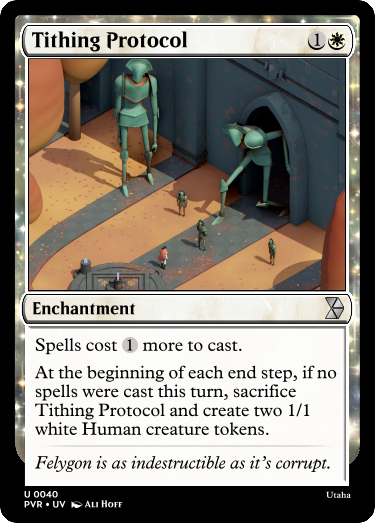 Tithing Protocol 1
Enchantment
Spells cost 1 more to cast.
At the beginning of each end step, if no
spells were cast this turn, sacrifice
Tithing Protocol and create two 1/1
white Human creature tokens.
Felygon is as indestructible as it's corrupt.
U 0040
PVR • UV Ali Hoff
Utaha